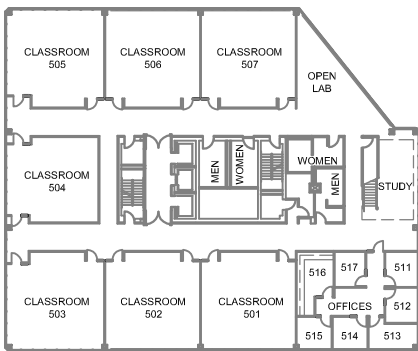 CLASSROOM
505
CLASSROOM
506
CLASSROOM
507
OPEN
LAB
CLASSROOM
504
MEN
WOMEN
WOMEN
MEN
STUDY
CLASSROOM
503
CLASSROOM
502
CLASSROOM
501
516
517
511
OFFICES
512
515
514
513